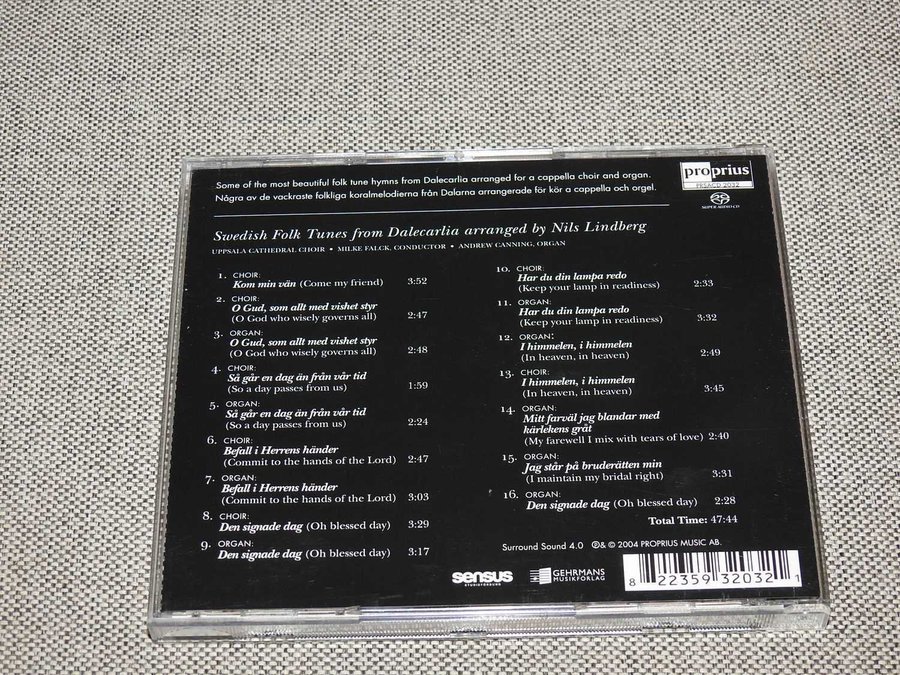 Some of the most beautiful folk tune hymns from Dalecarlia arranged for a cappella choir and organ.
Några av de vackraste folkliga koralmelodierna från Dalarna arrangerade för kör a cappella och orgel.
proprius
PRSACD 2032
SUPER AUDIO CD
Swedish Folk Tunes from Dalecarlia arranged by Nils Lindberg
UPPSALA CATHEDRAL CHOIR • MILKE FALCK, CONDUCTOR • ANDREW CANNING, ORGAN
1. CHOIR:
Kom min vän (Come my friend) 3:52
2. CHOIR:
O Gud, som allt med vishet styr
(O God who wisely governs all) 2:47
3. ORGAN:
O Gud, som allt med vishet styr
(O God who wisely governs all) 2:48
4. CHOIR:
Så går en dag än från vår tid
(So a day passes from us) 1:59
5. ORGAN:
Så går en dag än från vår tid
(So a day passes from us) 2:24
6. CHOIR:
Befall i Herrens händer
(Commit to the hands of the Lord) 2:47
7. ORGAN:
Befall i Herrens händer
(Commit to the hands of the Lord) 3:03
8. CHOIR:
Den signade dag (Oh blessed day) 3:29
9. ORGAN:
Den signade dag (Oh blessed day) 3:17
10. CHOIR:
Har du din lampa redo
(Keep your lamp in readiness) 2:33
11. ORGAN:
Har du din lampa redo
(Keep your lamp in readiness) 3:32
12. ORGAN:
I himmelen, i himmelen
(In heaven, in heaven) 2:49
13. CHOIR:
I himmelen, i himmelen
(In heaven, in heaven) 3:45
14. ORGAN:
Mitt farväl jag blandar med
kärlekens gråt
(My farewell I mix with tears of love) 2:40
15. ORGAN:
Jag står på bruderätten min
(I maintain my bridal right) 3:31
16. ORGAN:
Den signade dag (Oh blessed day) 2:28
Total Time: 47:44
Surround Sound 4.0 ℗& © 2004 PROPRIUS MUSIC AB.
sensus
STUDIEFÖRBUND
GEHRMANS
MUSIKFÖRLAG
8 22359 32032 1